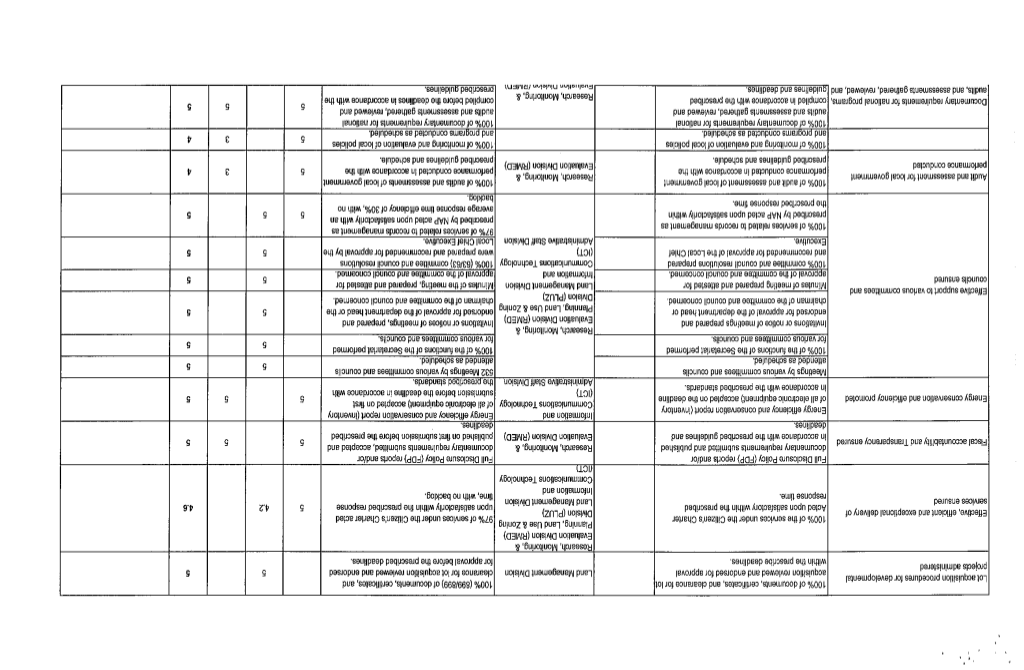 Lot acquisition procedures for developmental
projects administered
100% of documents, certificates, and clearance for lot
acquisition reviewed and endorsed for approval
within the prescribe deadlines.
Land Management Division
100% (699/699) of documents, certificates, and
clearance for lot acquisition reviewed and endorsed
for approval before the prescribed deadlines.
5
5
Effective, efficient and exceptional delivery of
services ensured
100% of the services under the Citizen's Charter
Acted upon satisfactory within the prescribed
response time.
Research, Monitoring, &
Evaluation Division (RMED)
Planning, Land Use & Zoning
Division (PLUZ)
Land Management Division
Information and
Communications Technology
(ICT)
97% of services under the Citizen's Charter acted
upon satisfactorily within the prescribed response
time, with no backlog.
5
4.2
4.6
Fiscal accountability and Transparency ensured
Full Disclosure Policy (FDP) reports and/or
documentary requirements submitted and published
in accordance with the prescribed guidelines and
deadlines.
Research, Monitoring, &
Evaluation Division (RMED)
Full Disclosure Policy (FDP) reports and/or
documentary requirements submitted, accepted and
published on first submission before the prescribed
deadlines.
5
5
5
Energy conservation and efficiency promoted
Energy efficiency and conservation report (Inventory
of all electronic equipment) accepted on the deadline
in accordance with the prescribed standards.
Information and
Communications Technology
(ICT)
Administrative Staff Division
Energy efficiency and conservation report (Inventory
of all electronic equipment) accepted on first
submission before the deadline in accordance with
the prescribed standards.
5
5
5
Effective support to various committees and
councils ensured
Meetings by various committees and councils
attended as scheduled.
Research, Monitoring, &
Evaluation Division (RMED)
Planning, Land Use & Zoning
Division (PLUZ)
Land Management Division
Information and
Communications Technology
(ICT)
Administrative Staff Division
532 Meetings by various committees and councils
attended as scheduled.
5
5
100% of the functions of the Secretariat performed
for various committees and councils.
100% of the functions of the Secretariat performed
for various committees and councils.
5
5
Invitations or notice of meetings prepared and
endorsed for approval of the department head or
chairman of the committee and council concerned.
Invitations or notices of meetings, prepared and
endorsed for approval of the department head or the
chairman of the committee and council concerned.
5
5
Minutes of meeting prepared and attested for
approval of the committee and council concerned.
Minutes of the meeting, prepared and attested for
approval of the committee and council concerned.
5
5
100% committee and council resolutions prepared
and recommended for approval of the Local Chief
Executive.
100% (83/83) committee and council resolutions
were prepared and recommended for approval by the
Local Chief Executive.
5
5
100% of services related to records management as
prescribed by NAP acted upon satisfactorily within
the prescribed response time.
97% of services related to records management as
prescribed by NAP acted upon satisfactorily with an
average response time efficiency of 30%, with no
backlog.
5
5
5
Audit and assessment for local government
performance conducted
100% of audit and assessment of local government
performance conducted in accordance with the
prescribed guidelines and schedule.
Research, Monitoring, &
Evaluation Division (RMED)
100% of audits and assessments of local government
performance conducted in accordance with the
prescribed guidelines and schedule.
5
3
4
100% of monitoring and evaluation of local policies
and programs conducted as scheduled.
100% of monitoring and evaluation of local policies
and programs conducted as scheduled.
5
3
4
Documentary requirements for national programs,
audits, and assessments gathered, reviewed, and
100% of documentary requirements for national
audits and assessments gathered, reviewed and
compiled in accordance with the prescribed
guidelines and deadlines.
Research, Monitoring, &
Evaluation Division (RMED)
100% of documentary requirements for national
audits and assessments gathered, reviewed and
compiled before the deadlines in accordance with the
prescribed guidelines.
5
5
5